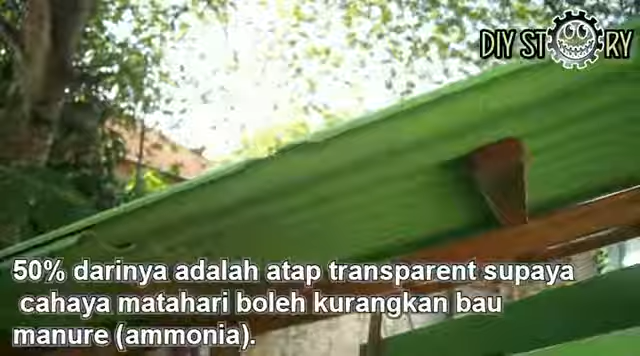 DIY STORY
50% darinya adalah atap transparent supaya
cahaya matahari boleh kurangkan bau
manure (ammonia).